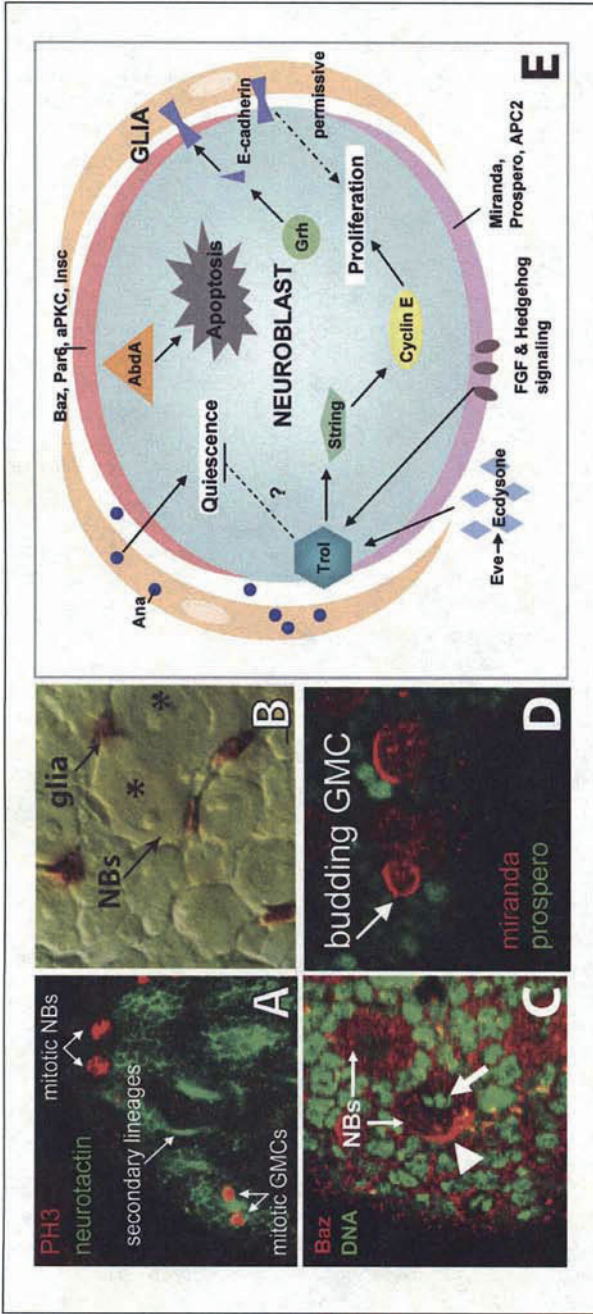 PH3
neurotactin
mitotic NBs
secondary lineages
mitotic GMCs
A
glia
*
*
NBs
B
Baz
DNA
NBs
C
budding GMC
miranda
prospero
D
Baz, Par6, aPKC, Insc
GLIA
Ana
AbdA
Apoptosis
E-cadherin
Quiescence
NEUROBLAST
Grh
permissive
?
Proliferation
Trol
String
Cyclin E
Miranda,
Prospero, APC2
Eve
Ecdysone
FGF & Hedgehog
signaling
E